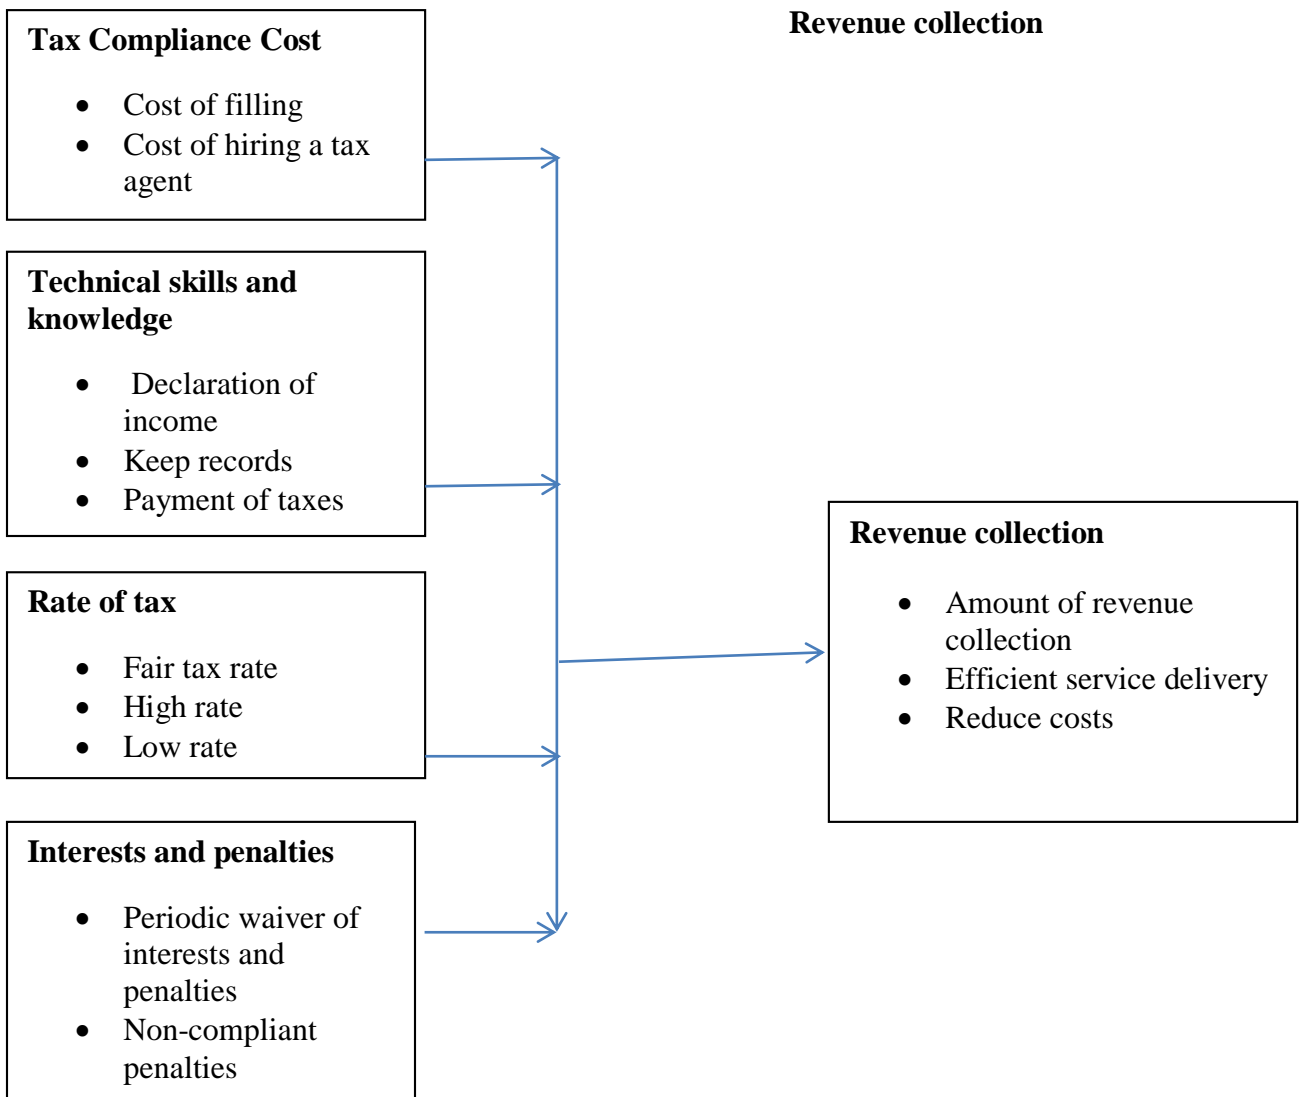 Revenue collection
Tax Compliance Cost
• Cost of filling
• Cost of hiring a tax
agent
Technical skills and
knowledge
• Declaration of
income
• Keep records
• Payment of taxes
Rate of tax
• Fair tax rate
• High rate
• Low rate
Interests and penalties
• Periodic waiver of
interests and
penalties
• Non-compliant
penalties
Revenue collection
• Amount of revenue
collection
• Efficient service delivery
• Reduce costs